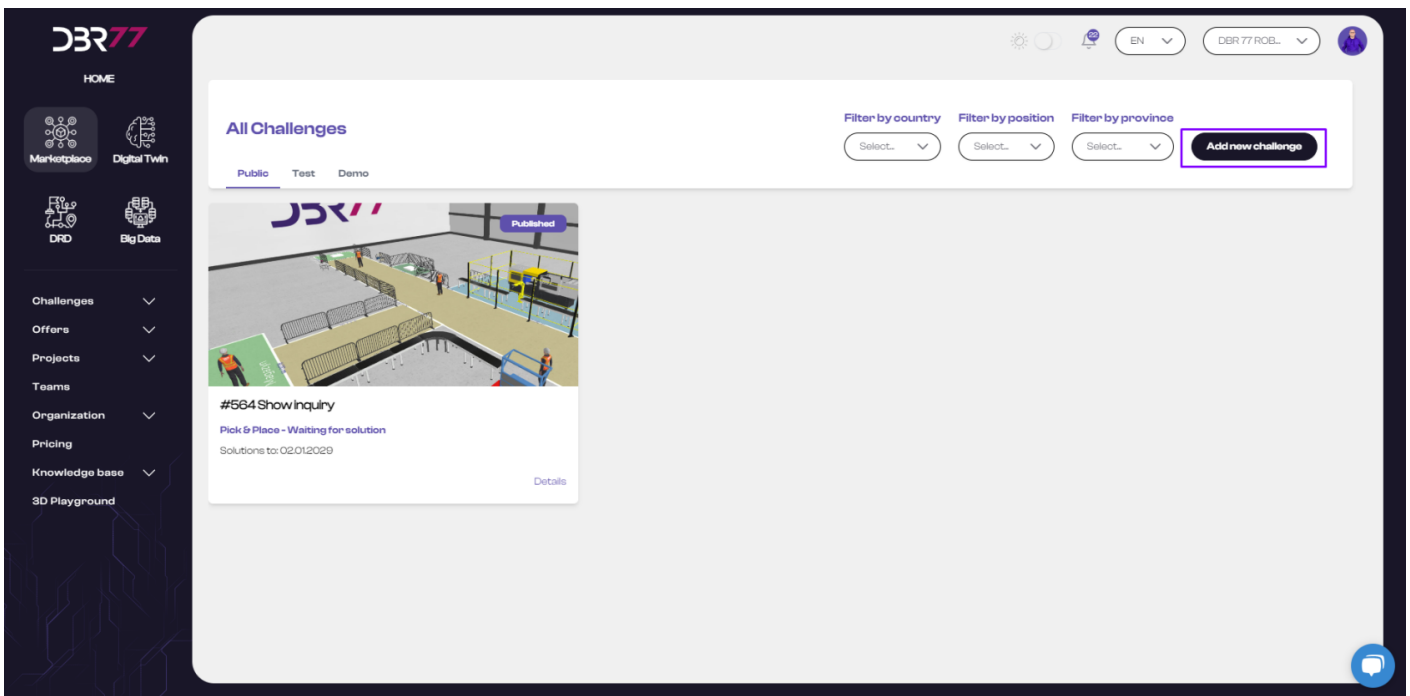 DBR77
HOME
Marketplace
Digital Twin
DRD
Big Data
Challenges
Offers
Projects
Teams
Organization
Pricing
Knowledge base
3D Playground
22
EN
DBR 77 ROB...
All Challenges
Filter by country
Filter by position
Filter by province
Select...
Select...
Select...
Add new challenge
Public
Test
Demo
DBR77
Published
#564 Show inquiry
Pick & Place - Waiting for solution
Solutions to: 02.01.2029
Details